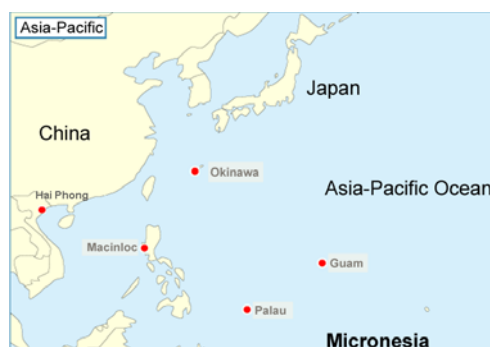 Asia-Pacific
Japan
China
Okinawa
Asia-Pacific Ocean
Hai Phong
Macinloc
Guam
Palau
Micronesia